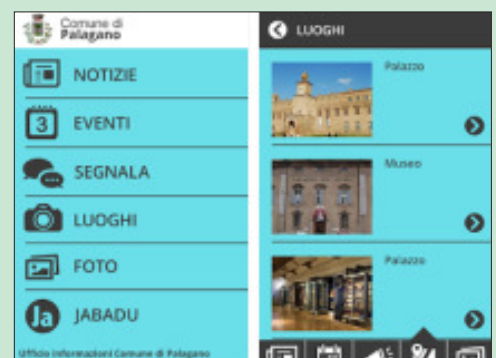 Comune di
Palagano
NOTIZIE
3 EVENTI
SEGNALA
LUOGHI
FOTO
Ja JABADU
Ufficio Informazioni Comune di Palagano
LUOGHI
Palazzo
Museo
Palazzo